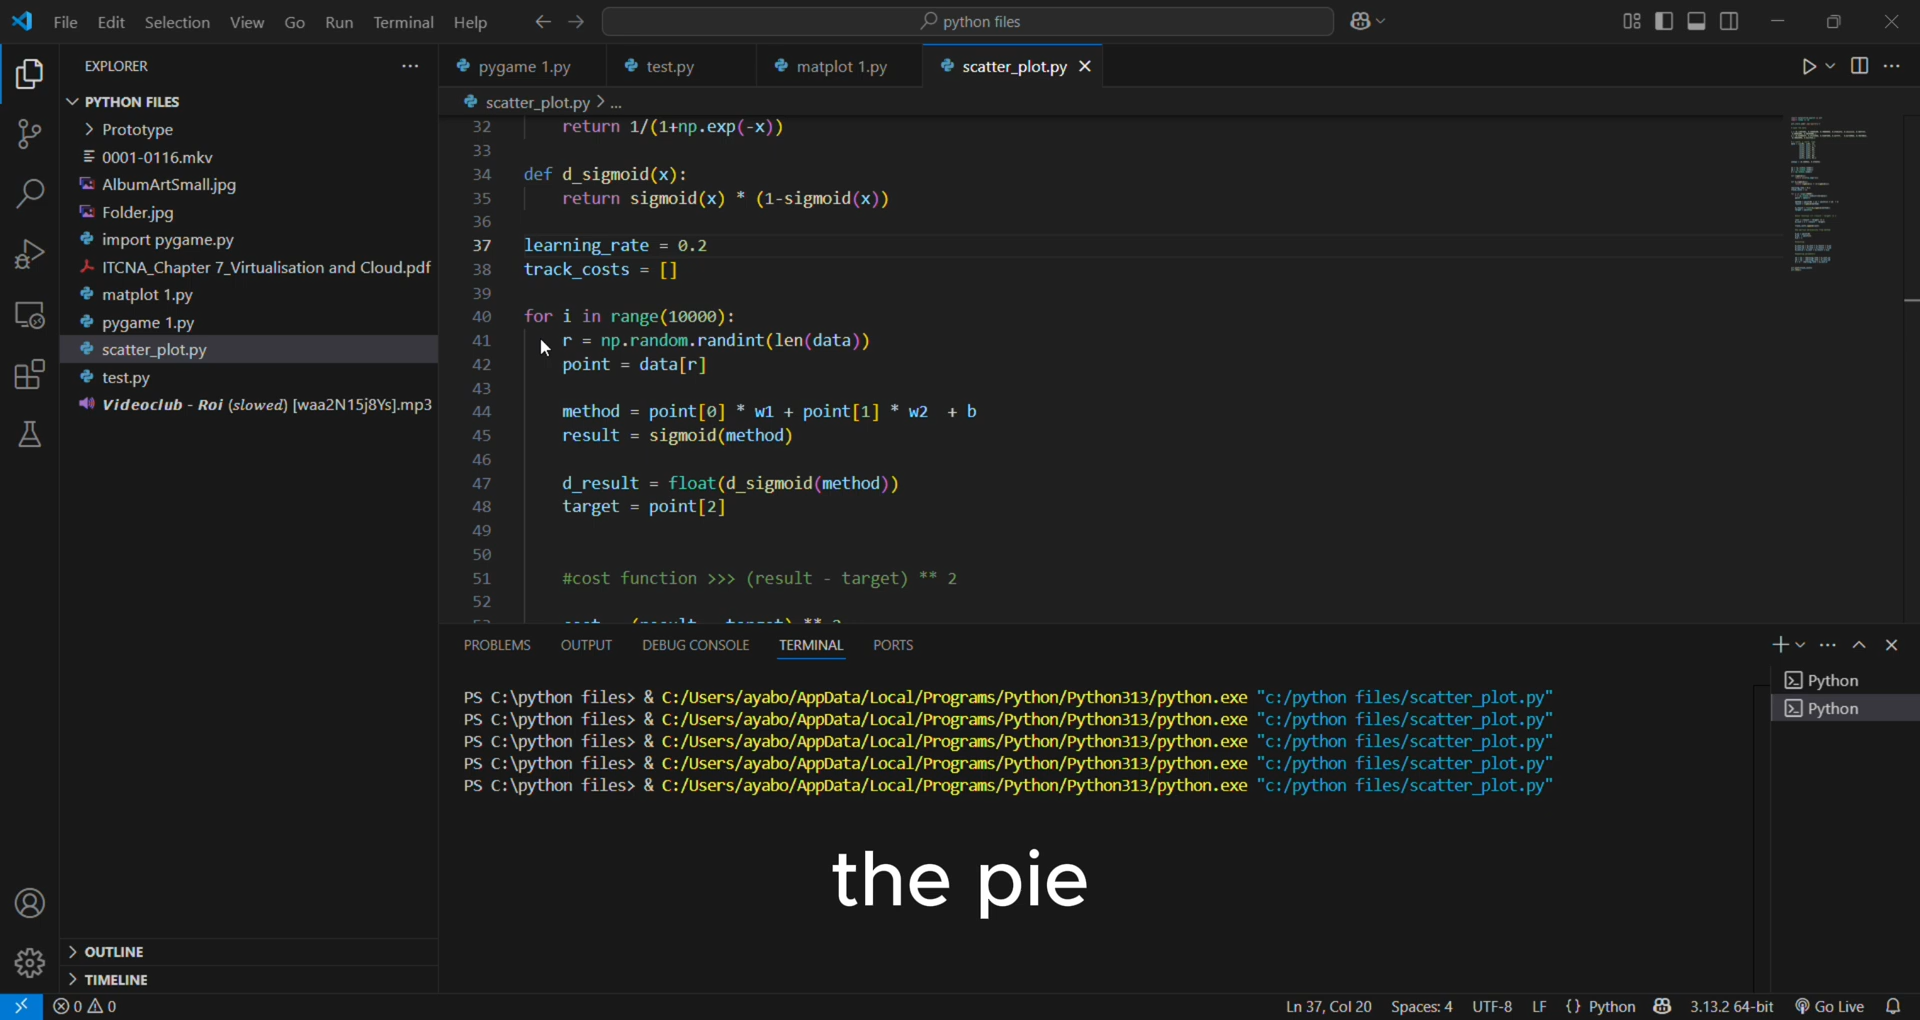 File Edit Selection View Go Run Terminal Help
python files
EXPLORER
PYTHON FILES
Prototype
0001-0116.mkv
AlbumArtSmall.jpg
Folder.jpg
import pygame.py
ITCNA_Chapter 7_Virtualisation and Cloud.pdf
matplot 1.py
pygame 1.py
scatter_plot.py
test.py
Videoclub - Roi (slowed) [waa2N15j8Ys].mp3
OUTLINE
TIMELINE
pygame 1.py test.py matplot 1.py scatter_plot.py
scatter_plot.py > ...
32 return 1/(1+np.exp(-x))
33
34 def d_sigmoid(x):
35 return sigmoid(x) * (1-sigmoid(x))
36
37 learning_rate = 0.2
38 track_costs = []
39
40 for i in range(10000):
41 r = np.random.randint(len(data))
42 point = data[r]
43
44 method = point[0] * w1 + point[1] * w2  + b
45 result = sigmoid(method)
46
47 d_result = float(d_sigmoid(method))
48 target = point[2]
49
50
51 #cost function >>> (result - target) ** 2
52
PROBLEMS OUTPUT DEBUG CONSOLE TERMINAL PORTS
PS C:\python files> & C:/Users/ayabo/AppData/Local/Programs/Python/Python313/python.exe "c:/python files/scatter_plot.py"
PS C:\python files> & C:/Users/ayabo/AppData/Local/Programs/Python/Python313/python.exe "c:/python files/scatter_plot.py"
PS C:\python files> & C:/Users/ayabo/AppData/Local/Programs/Python/Python313/python.exe "c:/python files/scatter_plot.py"
PS C:\python files> & C:/Users/ayabo/AppData/Local/Programs/Python/Python313/python.exe "c:/python files/scatter_plot.py"
PS C:\python files> & C:/Users/ayabo/AppData/Local/Programs/Python/Python313/python.exe "c:/python files/scatter_plot.py"
Python
Python
the pie
0 0
Ln 37, Col 20 Spaces: 4 UTF-8 LF {} Python 3.13.2 64-bit Go Live